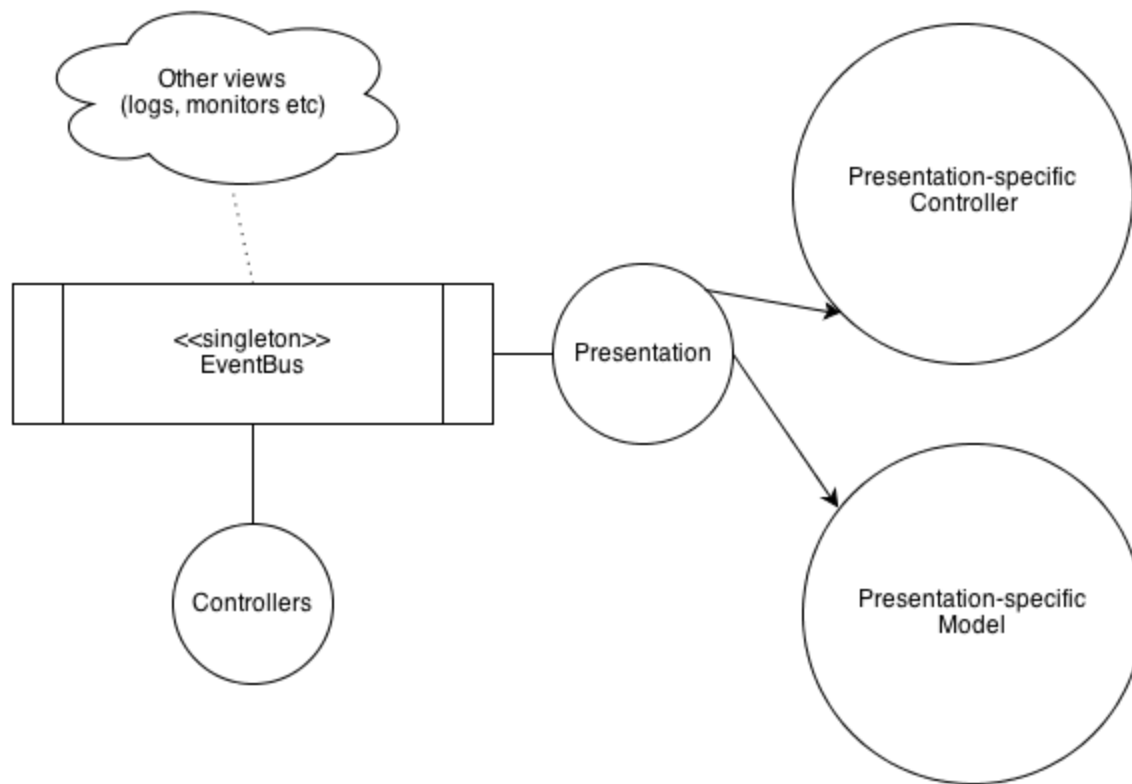 Other views
(logs, monitors etc)
Presentation-specific
Controller
<<singleton>>
EventBus
Presentation
Controllers
Presentation-specific
Model